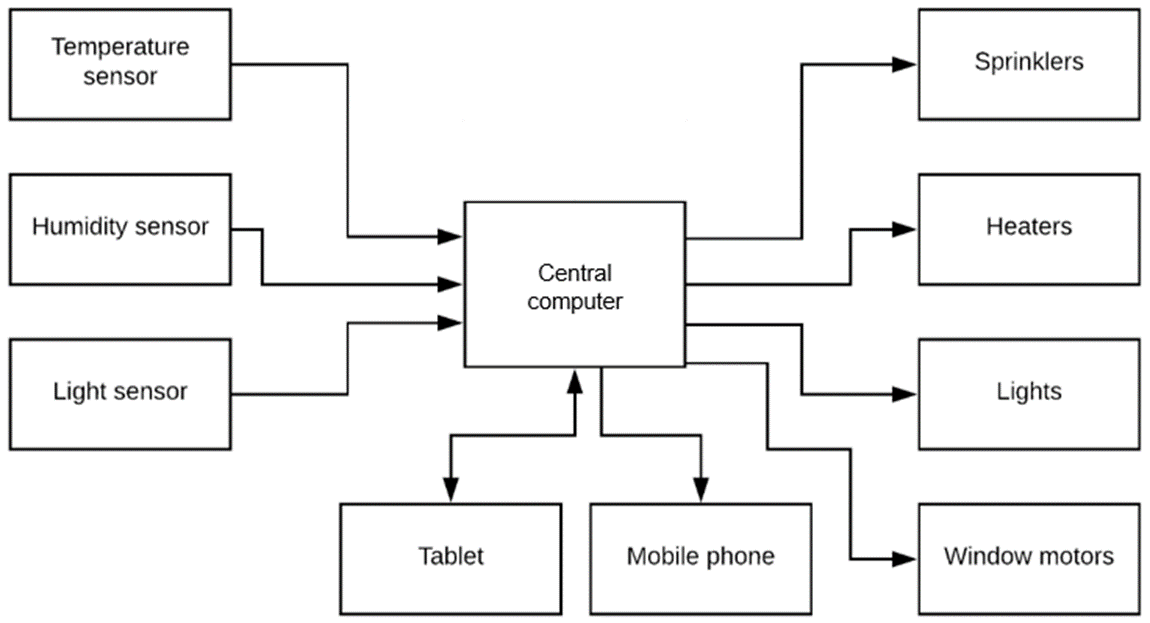 Temperature
sensor
Sprinklers
Humidity sensor
Heaters
Central
computer
Light sensor
Lights
Tablet
Mobile phone
Window motors